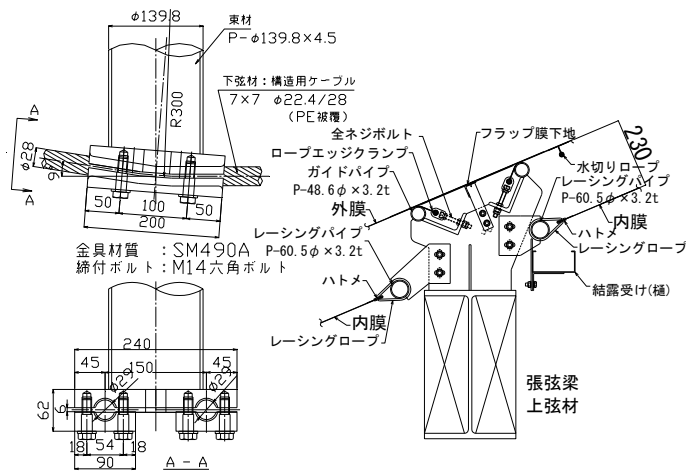 φ139.8
束材
P-φ139.8×4.5
下弦材：構造用ケーブル
7×7 φ22.4/28
(PE被覆)
R300
A
A
φ28
50
100
50
200
金具材質 ：SM490A
締付ボルト：M14六角ボルト
240
45
150
45
φ29
φ29
62
6
18
54
18
90
A - A
全ネジボルト
ロープエッジクランプ
ガイドパイプ
P-48.6φ×3.2t
外膜
レーシングパイプ
P-60.5φ×3.2t
ハトメ
内膜
レーシングロープ
フラップ膜下地
230
水切りロープ
レーシングパイプ
P-60.5φ×3.2t
内膜
ハトメ
レーシングロープ
結露受け(樋)
張弦梁
上弦材